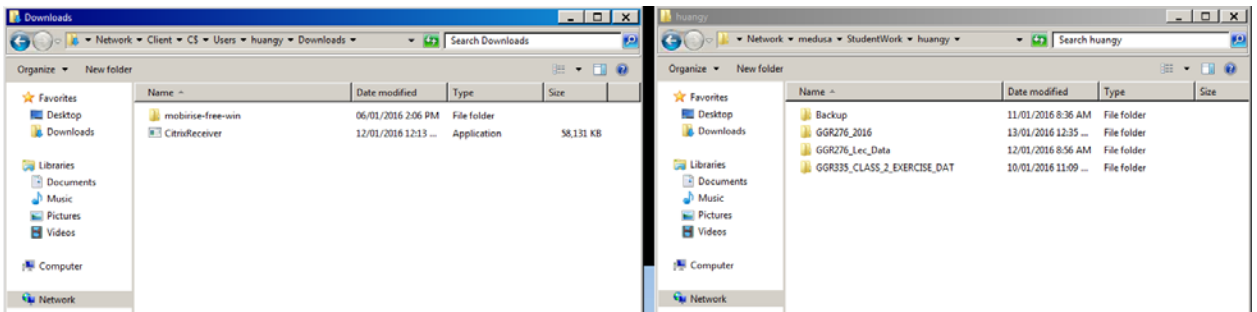 Downloads
Network Client C$ Users huangy Downloads
Search Downloads
Organize New folder
Favorites
Desktop
Downloads
Libraries
Documents
Music
Pictures
Videos
Computer
Network
Name Date modified Type Size
mobirise-free-win 06/01/2016 2:06 PM File folder
CitrixReceiver 12/01/2016 12:13 ... Application 58,131 KB
huangy
Network medusa StudentWork huangy
Search huangy
Organize New folder
Favorites
Desktop
Downloads
Libraries
Documents
Music
Pictures
Videos
Computer
Network
Name Date modified Type Size
Backup 11/01/2016 8:36 AM File folder
GGR276_2016 13/01/2016 12:35 ... File folder
GGR276_Lec_Data 12/01/2016 8:56 AM File folder
GGR335_CLASS_2_EXERCISE_DAT 10/01/2016 11:09 ... File folder